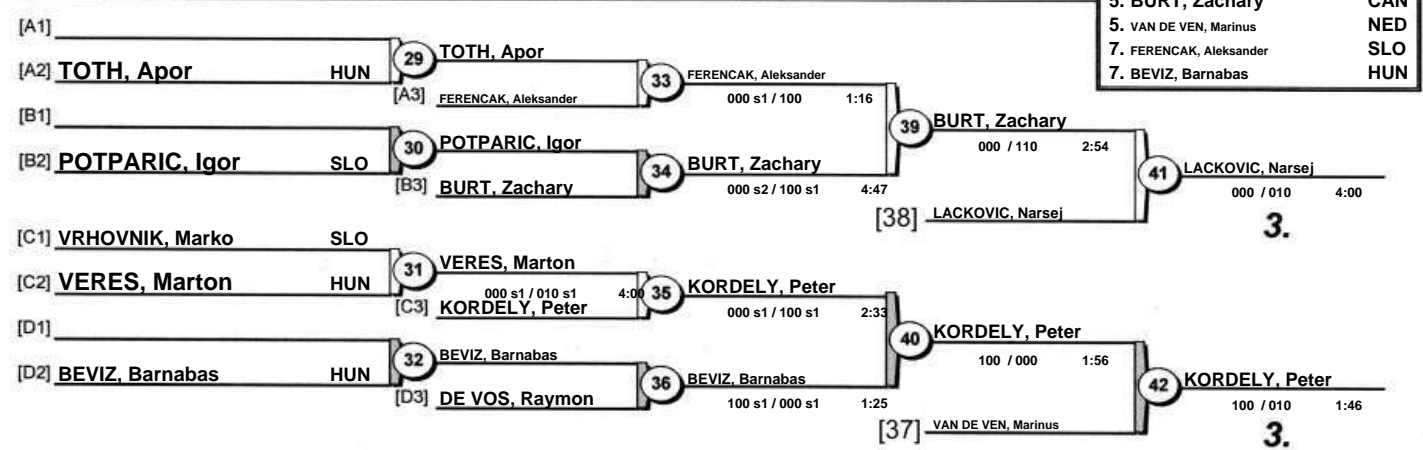 5. BURT, Zachary CAN
5. VAN DE VEN, Marinus NED
7. FERENCAK, Aleksander SLO
7. BEVIZ, Barnabas HUN
[A1]
[A2] TOTH, Apor HUN
29
TOTH, Apor
[A3] FERENCAK, Aleksander
33
FERENCAK, Aleksander
000 s1 / 100 1:16
[B1]
[B2] POTPARIC, Igor SLO
30
POTPARIC, Igor
[B3] BURT, Zachary
34
BURT, Zachary
000 s2 / 100 s1 4:47
39
BURT, Zachary
000 / 110 2:54
[38] LACKOVIC, Narsej
41
LACKOVIC, Narsej
000 / 010 4:00
3.
[C1] VRHOVNIK, Marko SLO
[C2] VERES, Marton HUN
31
VERES, Marton
000 s1 / 010 s1 4:00
[C3] KORDELY, Peter
35
KORDELY, Peter
000 s1 / 100 s1 2:33
[D1]
[D2] BEVIZ, Barnabas HUN
32
BEVIZ, Barnabas
[D3] DE VOS, Raymon
36
BEVIZ, Barnabas
100 s1 / 000 s1 1:25
40
KORDELY, Peter
100 / 000 1:56
[37] VAN DE VEN, Marinus
42
KORDELY, Peter
100 / 010 1:46
3.